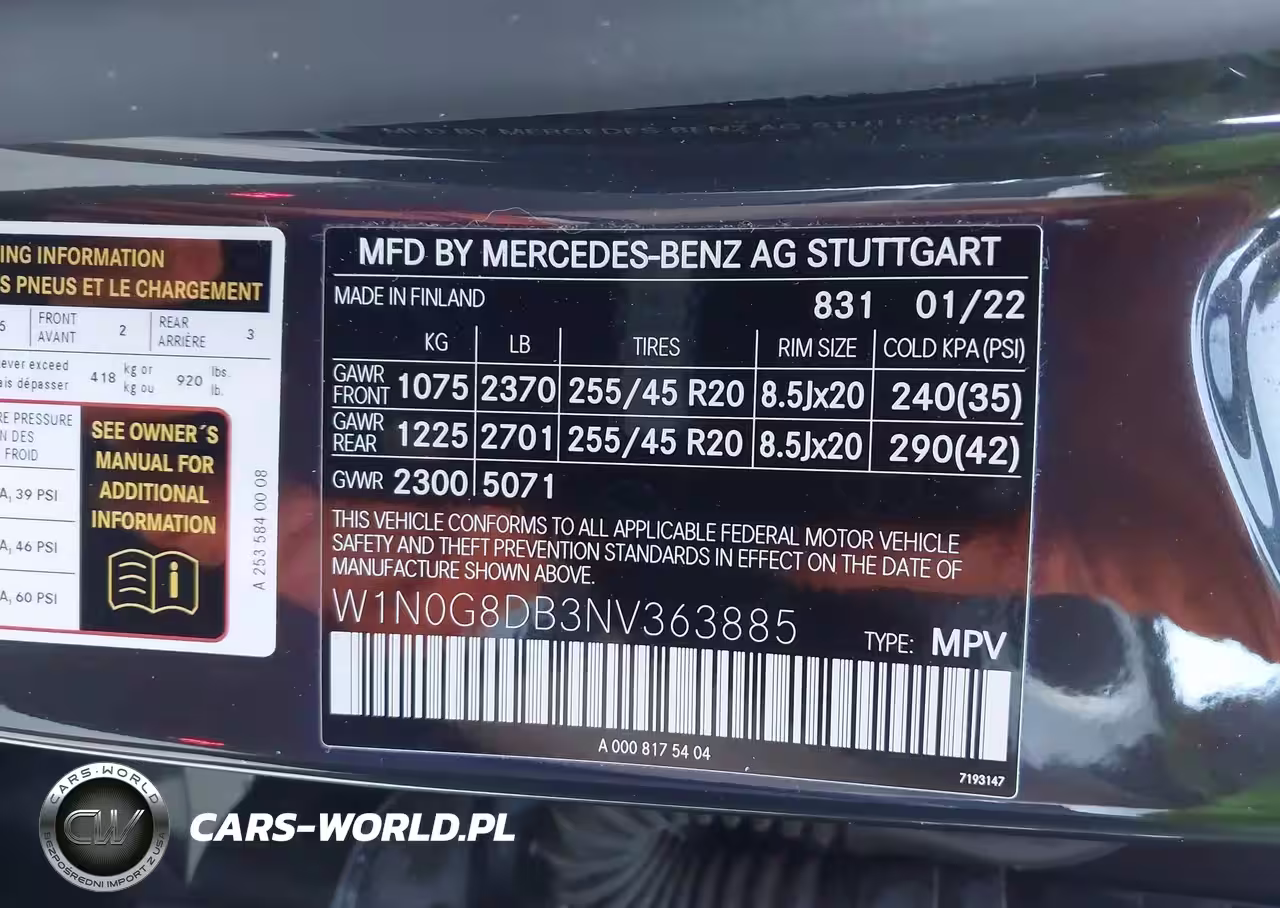 ING INFORMATION
S PNEUS ET LE CHARGEMENT
5 FRONT AVANT 2 REAR ARRIÈRE 3
ever exceed
ais dépasser 418 kg or kg ou 920 lbs. lb.
RE PRESSURE
N DES
FROID
A, 39 PSI
A, 46 PSI
A, 60 PSI
SEE OWNER´S
MANUAL FOR
ADDITIONAL
INFORMATION
A 253 584 00 08
MFD BY MERCEDES-BENZ AG STUTTGART
MADE IN FINLAND 831 01/22
KG LB TIRES RIM SIZE COLD KPA (PSI)
GAWR FRONT 1075 2370 255/45 R20 8.5Jx20 240(35)
GAWR REAR 1225 2701 255/45 R20 8.5Jx20 290(42)
GVWR 2300 5071
THIS VEHICLE CONFORMS TO ALL APPLICABLE FEDERAL MOTOR VEHICLE
SAFETY AND THEFT PREVENTION STANDARDS IN EFFECT ON THE DATE OF
MANUFACTURE SHOWN ABOVE.
W1N0G8DB3NV363885 TYPE: MPV
A 000 817 54 04
7193147
CARS-WORLD
CW
BEZPOŚREDNI IMPORT Z USA
CARS-WORLD.PL